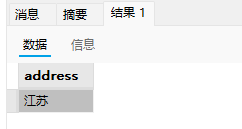 消息 摘要 结果 1
数据 信息
address
江苏